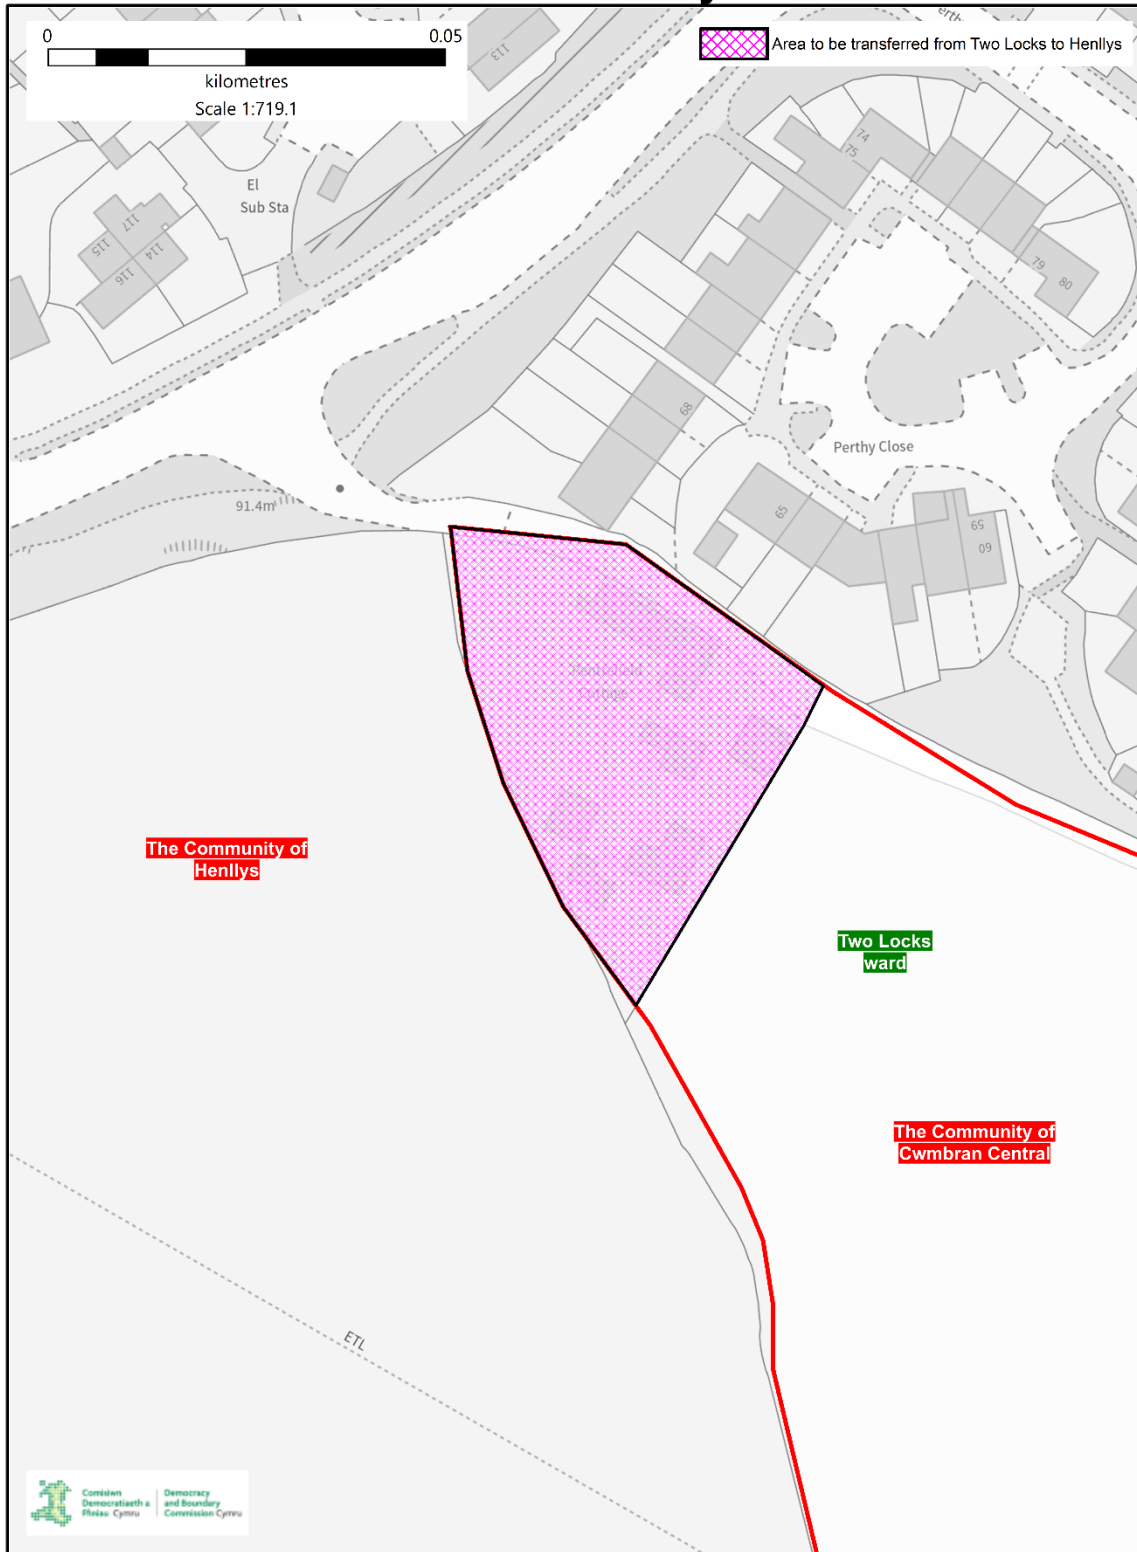 0 0.05
kilometres
Scale 1:719.1
Area to be transferred from Two Locks to Henllys
113
El
Sub Sta
117
115
114
116
74
75
79
80
68
Perthy Close
91.4m
65
59
60
Cottage
The Community of
Henllys
Two Locks
ward
The Community of
Cwmbran Central
ETL
Comisiwn
Democratiaeth a
Ffiniau Cymru
Democracy
and Boundary
Commission Cymru